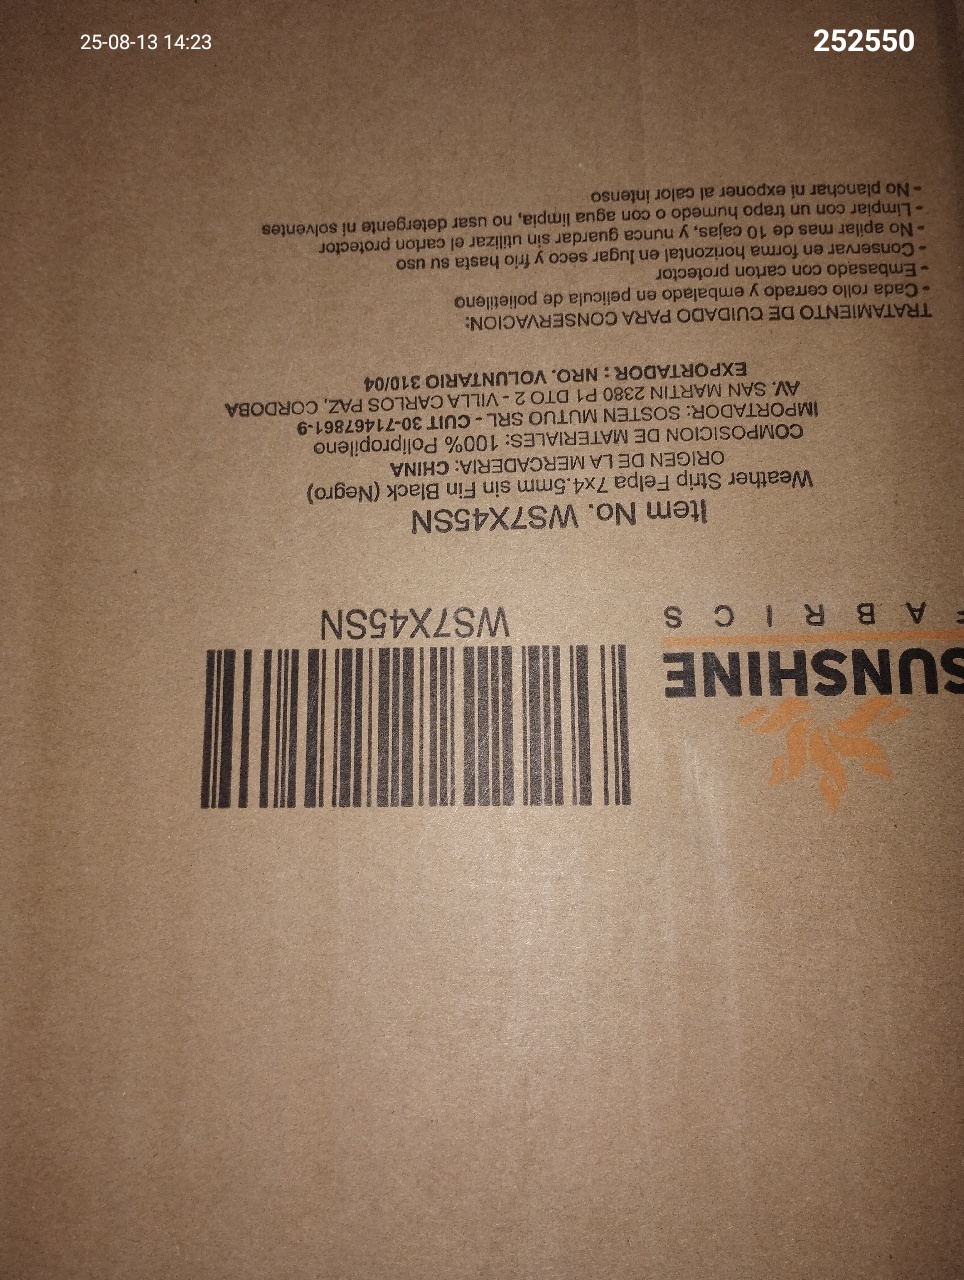 25-08-13 14:23
252550
SUNSHINE
FABRICS
WS7X45SN
Item No. WS7X45SN
Weather Strip Felpa 7x4.5mm sin Fin Black (Negro)
ORIGEN DE LA MERCADERIA: CHINA
COMPOSICION DE MATERIALES: 100% Polipropileno
IMPORTADOR: SOSTEN MUTUO SRL - CUIT 30-71467861-9
AV. SAN MARTIN 2380 P1 DTO 2 - VILLA CARLOS PAZ, CORDOBA
EXPORTADOR : NRO. VOLUNTARIO 310/04
TRATAMIENTO DE CUIDADO PARA CONSERVACION:
- Cada rollo cerrado y embalado en pelicula de polietileno
- Embasado con carton protector
- Conservar en forma horizontal en lugar seco y frio y hasta su uso
- No apilar mas de 10 cajas, y nunca guardar sin utilizar el carton protector
- Limpiar con un trapo humedo o con agua limpia, no usar detergente ni solventes
- No planchar ni exponer al calor intenso